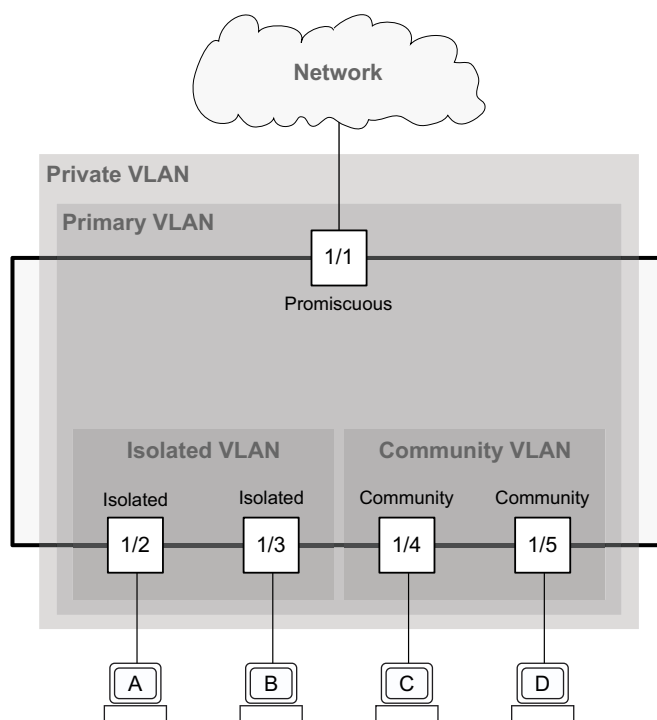 Network
Private VLAN
Primary VLAN
1/1
Promiscuous
Isolated VLAN
Community VLAN
Isolated
Isolated
Community
Community
1/2
1/3
1/4
1/5
A
B
C
D